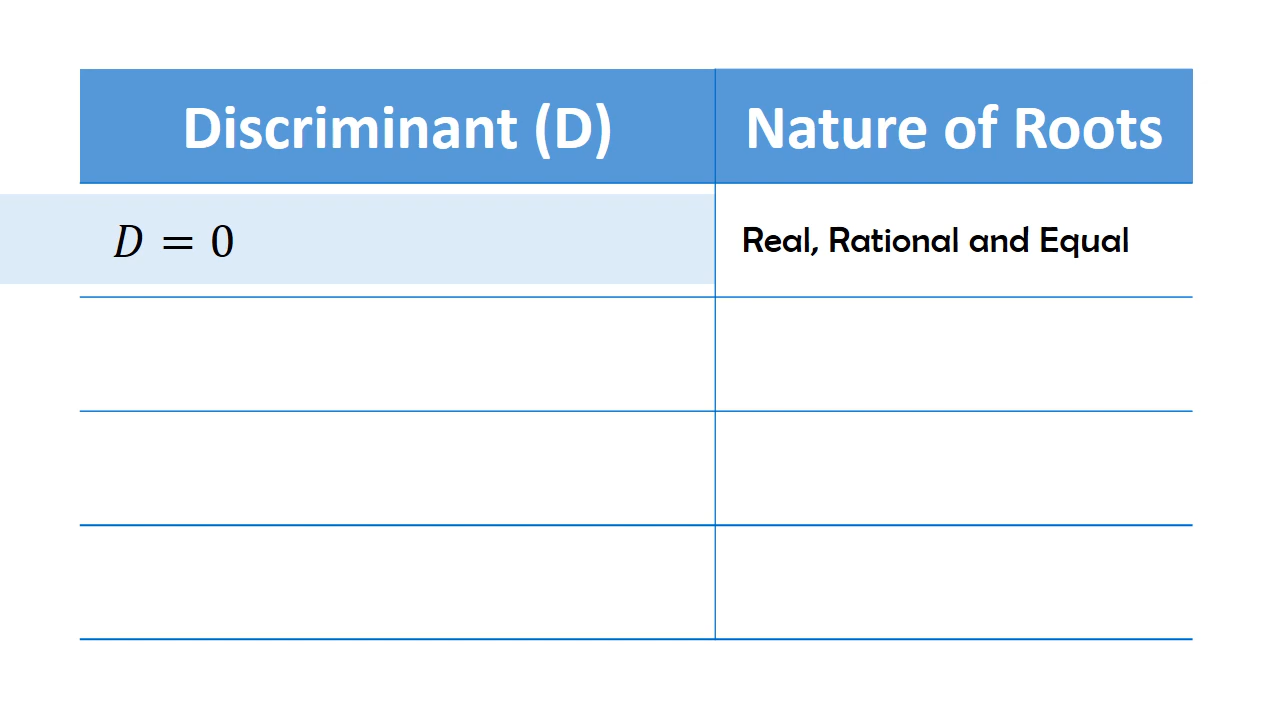 Discriminant (D) Nature of Roots
D = 0 Real, Rational and Equal